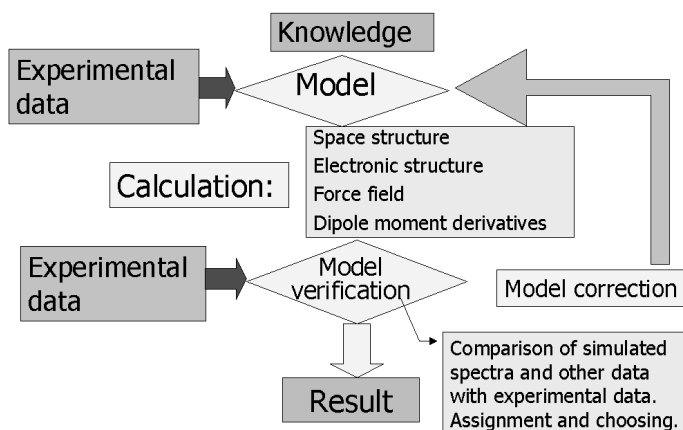 Knowledge
Experimental
data
Model
Space structure
Electronic structure
Force field
Dipole moment derivatives
Calculation:
Experimental
data
Model
verification
Model correction
Comparison of simulated
spectra and other data
with experimental data.
Assignment and choosing.
Result